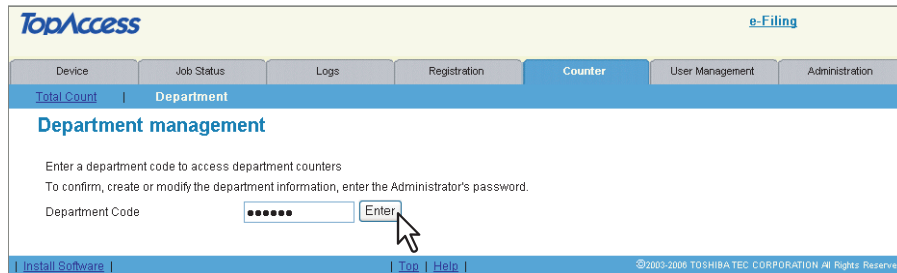 TopAccess
e-Filing
Device Job Status Logs Registration Counter User Management Administration
Total Count | Department
Department management
Enter a department code to access department counters
To confirm, create or modify the department information, enter the Administrator's password.
Department Code •••••• Enter
| Install Software | | Top | Help | ©2003-2006 TOSHIBA TEC CORPORATION All Rights Reserve